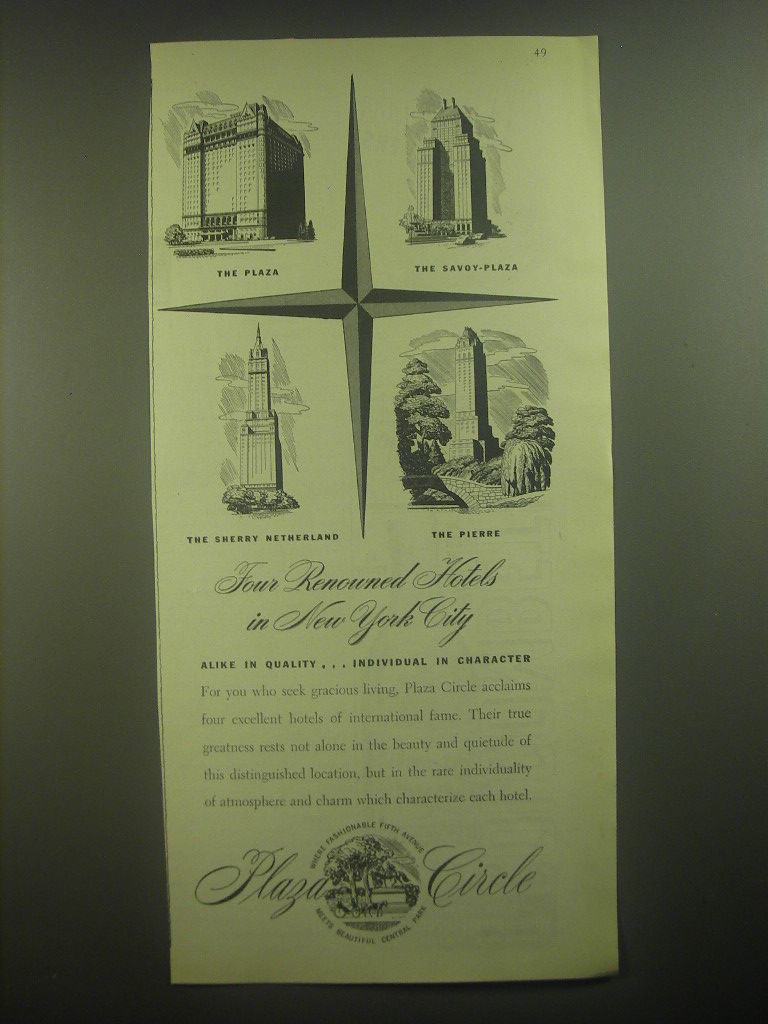 49
THE PLAZA
THE SAVOY-PLAZA
THE SHERRY NETHERLAND
THE PIERRE
Four Renowned Hotels
in New York City
ALIKE IN QUALITY . . . INDIVIDUAL IN CHARACTER
For you who seek gracious living, Plaza Circle acclaims
four excellent hotels of international fame. Their true
greatness rests not alone in the beauty and quietude of
this distinguished location, but in the rare individuality
of atmosphere and charm which characterize each hotel.
WHERE FASHIONABLE FIFTH AVENUE
Plaza Circle
MEETS BEAUTIFUL CENTRAL PARK